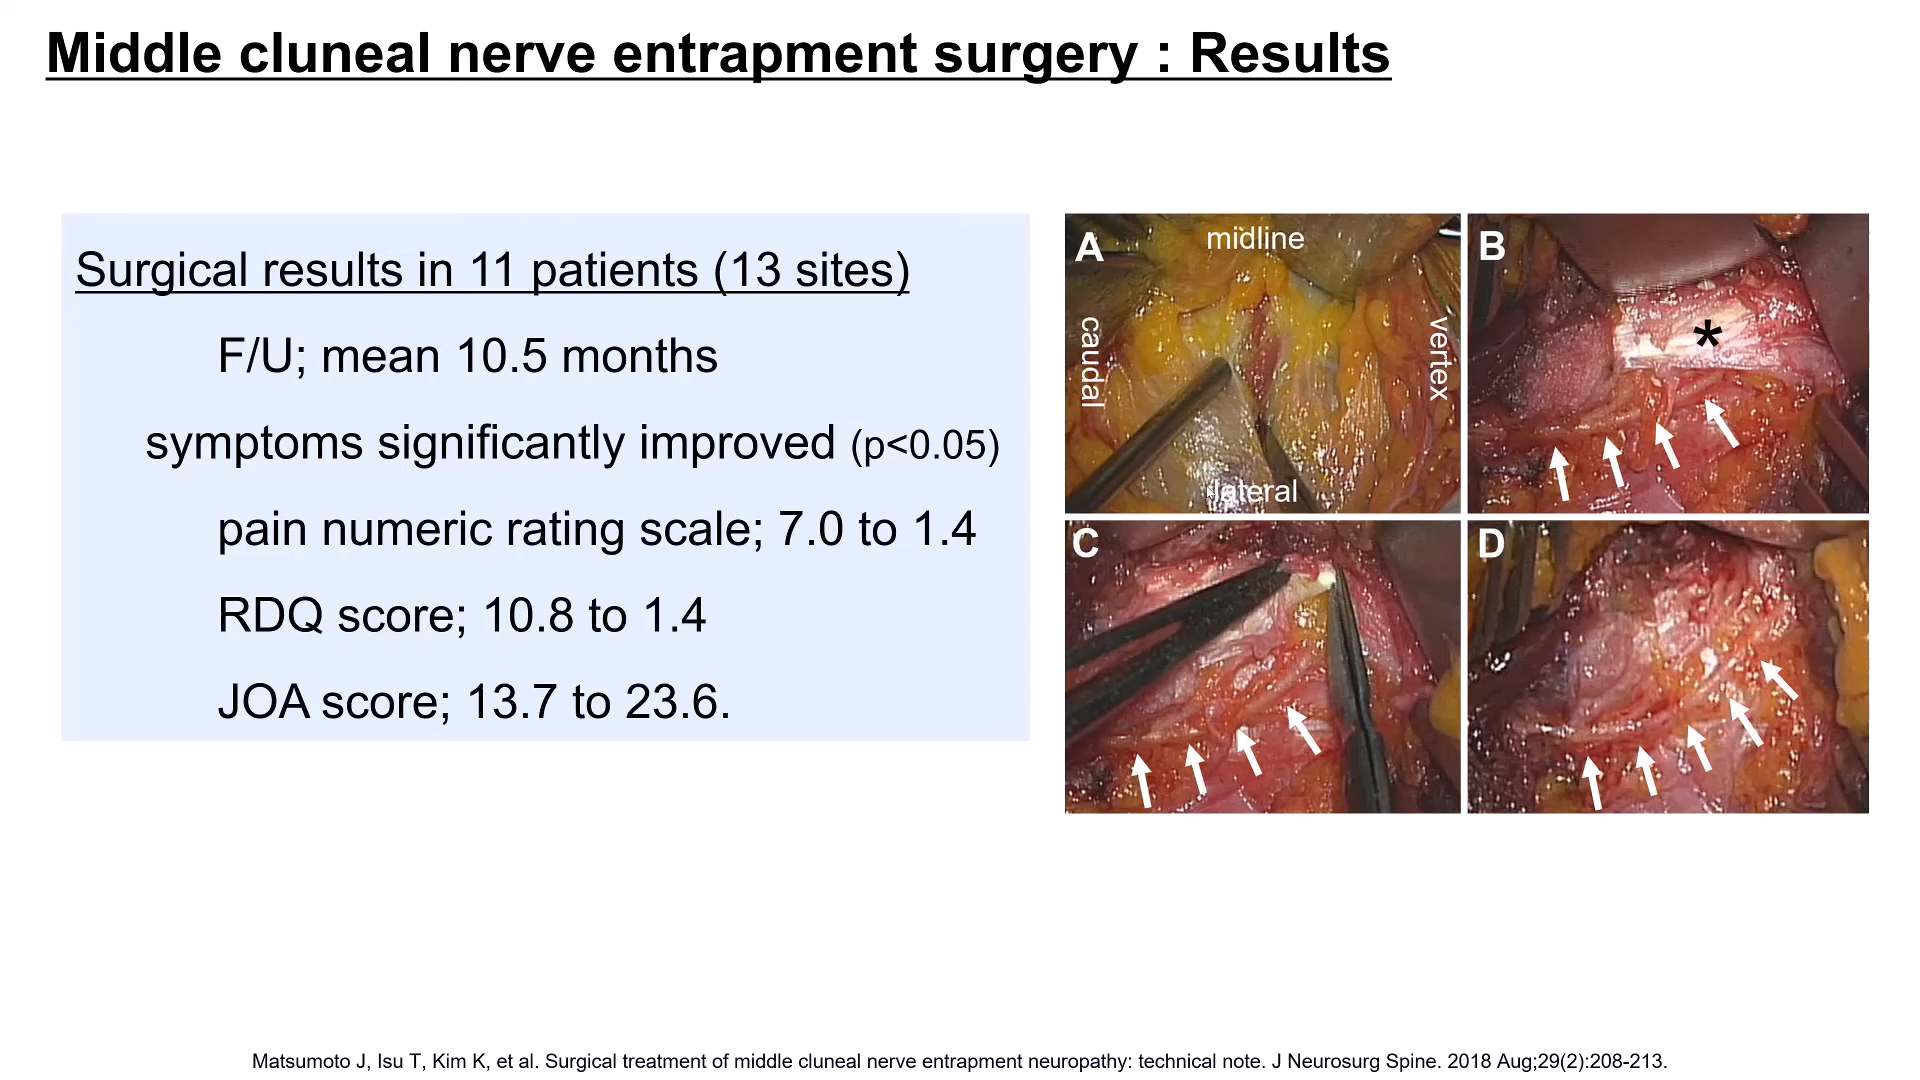 Middle cluneal nerve entrapment surgery : Results
Surgical results in 11 patients (13 sites)
F/U; mean 10.5 months
symptoms significantly improved (p<0.05)
pain numeric rating scale; 7.0 to 1.4
RDQ score; 10.8 to 1.4
JOA score; 13.7 to 23.6.
A
midline
caudal
vertex
lateral
B
*
C
D
Matsumoto J, Isu T, Kim K, et al. Surgical treatment of middle cluneal nerve entrapment neuropathy: technical note. J Neurosurg Spine. 2018 Aug;29(2):208-213.